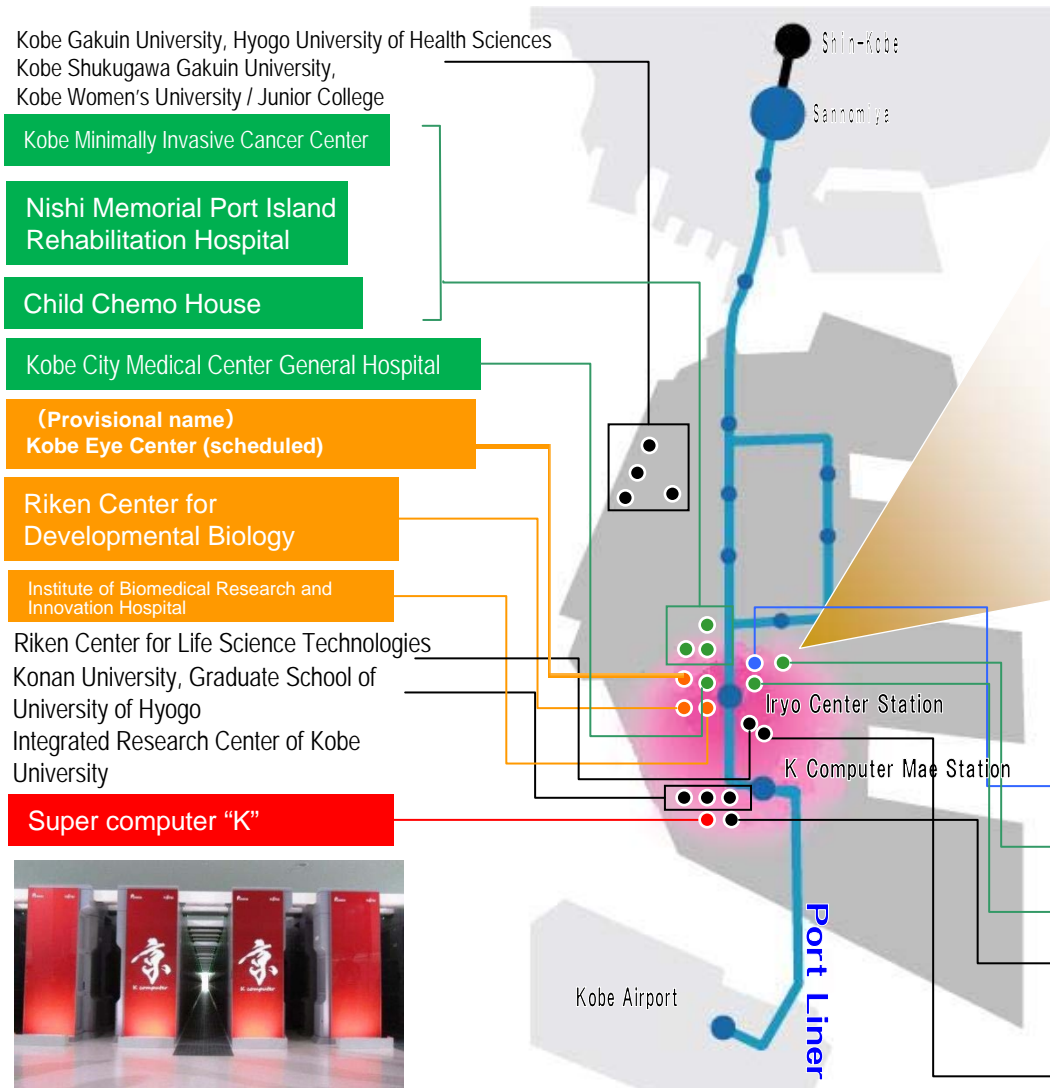 Kobe Gakuin University, Hyogo University of Health Sciences
Kobe Shukugawa Gakuin University,
Kobe Women's University / Junior College
Kobe Minimally Invasive Cancer Center
Nishi Memorial Port Island
Rehabilitation Hospital
Child Chemo House
Kobe City Medical Center General Hospital
（Provisional name）
Kobe Eye Center (scheduled)
Riken Center for
Developmental Biology
Institute of Biomedical Research and
Innovation Hospital
Riken Center for Life Science Technologies
Konan University, Graduate School of
University of Hyogo
Integrated Research Center of Kobe
University
Super computer “K”
京
K computer
京
K computer
Shin-Kobe
Sannomiya
Iryo Center Station
K Computer Mae Station
Port Liner
Kobe Airport